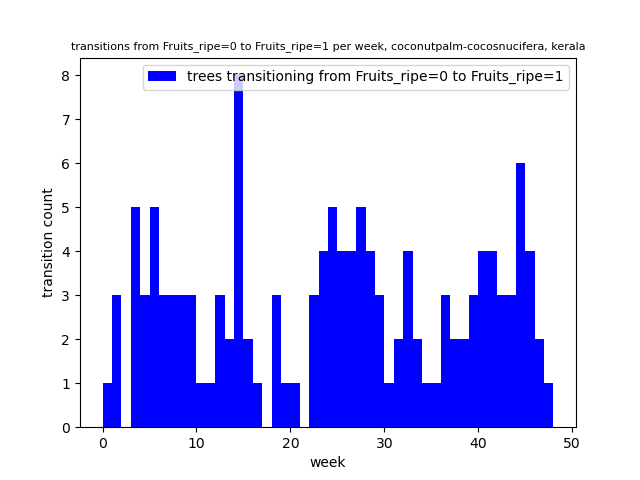 transitions from Fruits_ripe=0 to Fruits_ripe=1 per week, coconutpalm-cocosnucifera, kerala
trees transitioning from Fruits_ripe=0 to Fruits_ripe=1
transition count
8
7
6
5
4
3
2
1
0
0 10 20 30 40 50
week